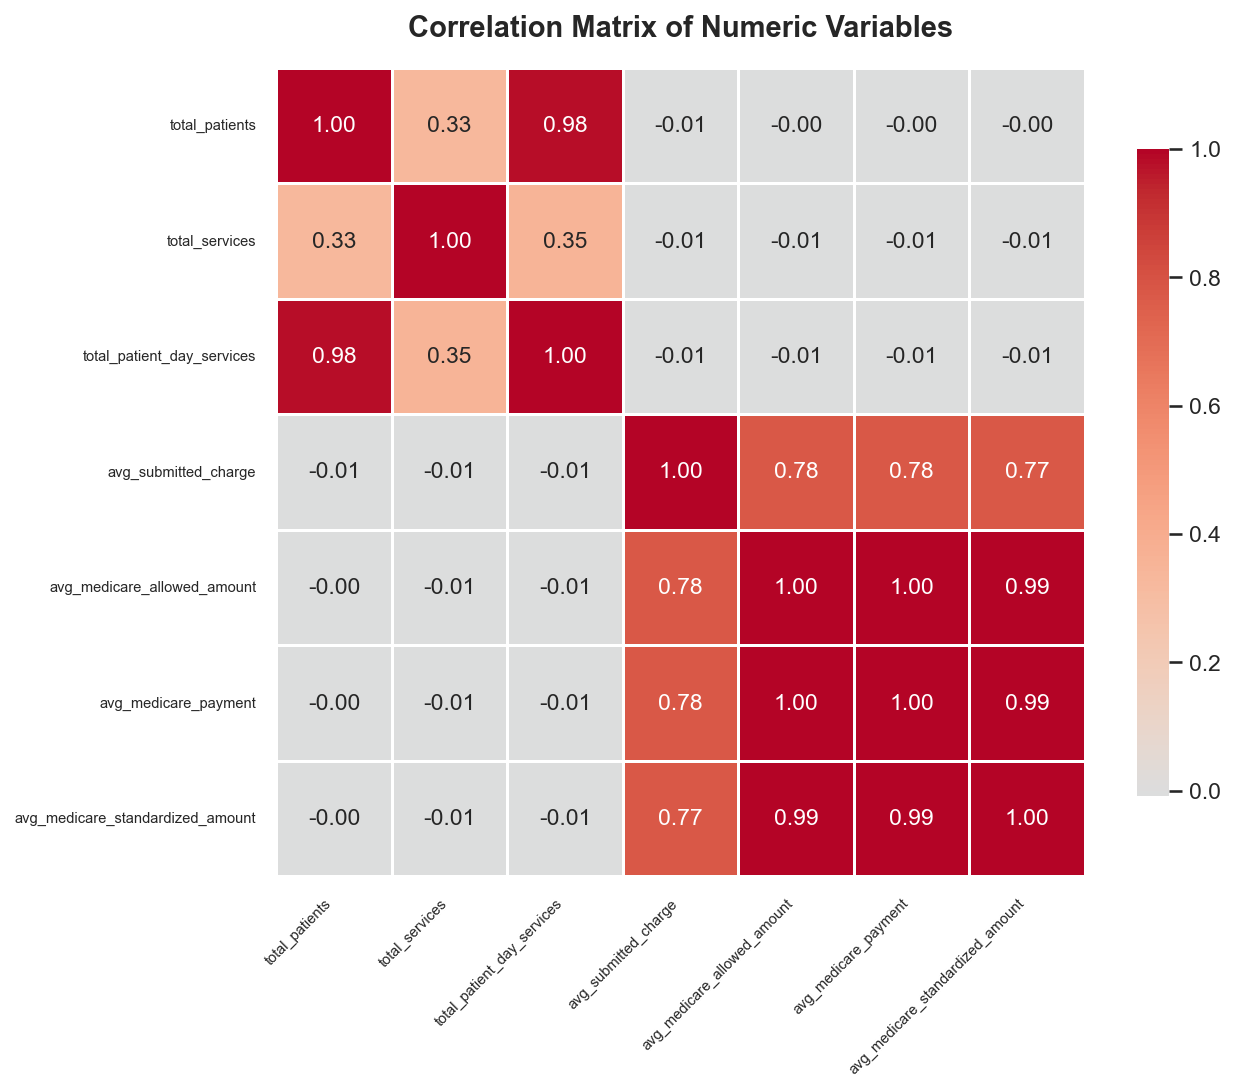 Correlation Matrix of Numeric Variables
total_patients 1.00 0.33 0.98 -0.01 -0.00 -0.00 -0.00
total_services 0.33 1.00 0.35 -0.01 -0.01 -0.01 -0.01
total_patient_day_services 0.98 0.35 1.00 -0.01 -0.01 -0.01 -0.01
avg_submitted_charge -0.01 -0.01 -0.01 1.00 0.78 0.78 0.77
avg_medicare_allowed_amount -0.00 -0.01 -0.01 0.78 1.00 1.00 0.99
avg_medicare_payment -0.00 -0.01 -0.01 0.78 1.00 1.00 0.99
avg_medicare_standardized_amount -0.00 -0.01 -0.01 0.77 0.99 0.99 1.00
total_patients
total_services
total_patient_day_services
avg_submitted_charge
avg_medicare_allowed_amount
avg_medicare_payment
avg_medicare_standardized_amount
1.0
0.8
0.6
0.4
0.2
0.0